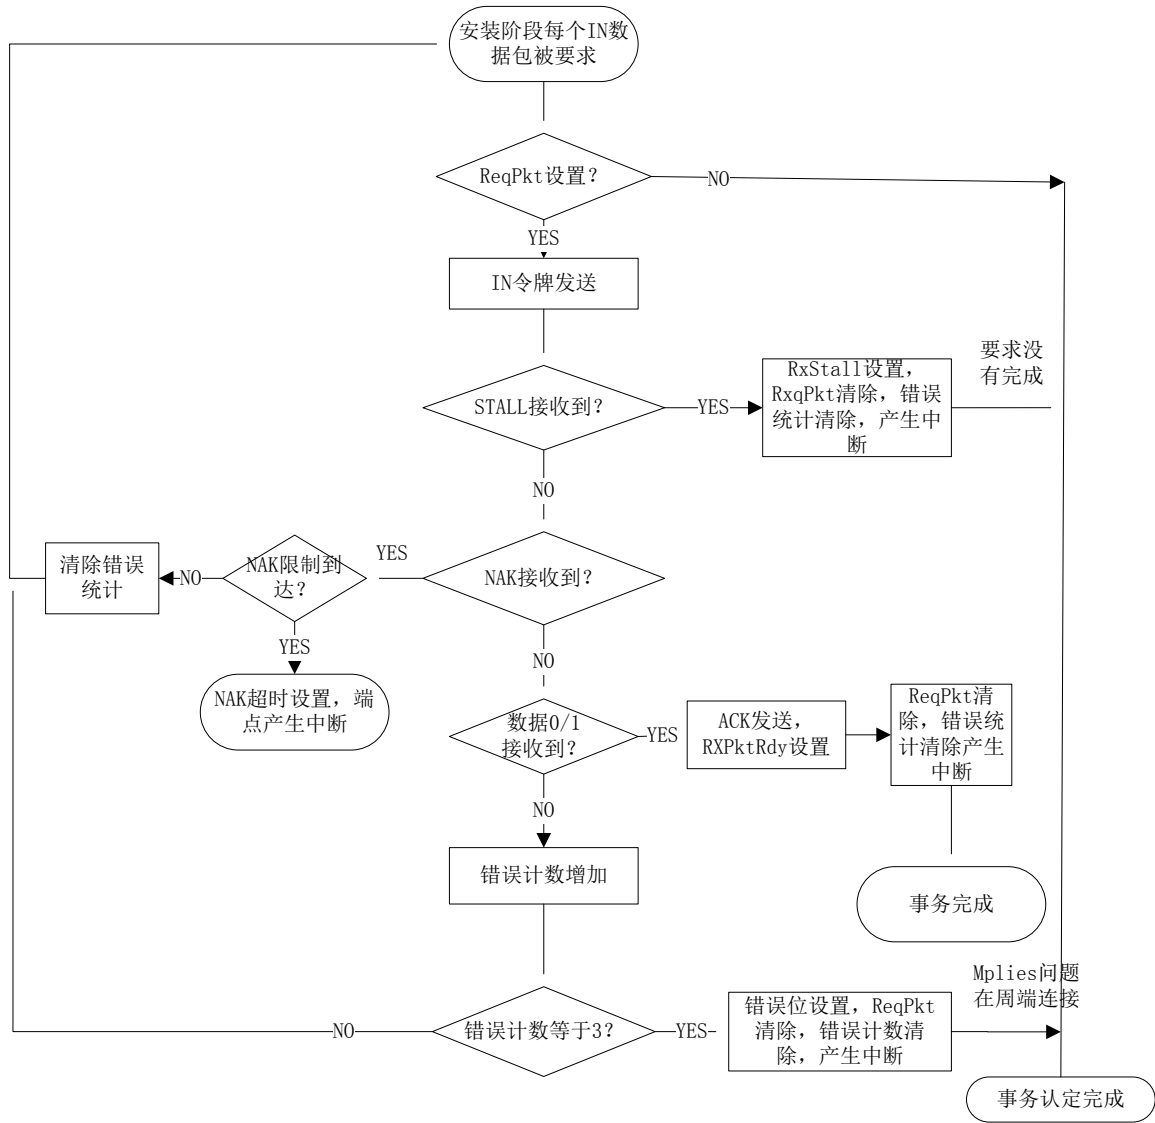 安装阶段每个IN数
据包被要求
ReqPkt设置？
NO
YES
IN令牌发送
要求没
有完成
STALL接收到？
YES
RxStall设置，
RxqPkt清除，错误
统计清除，产生中
断
NO
清除错误
统计
NO
NAK限制到
达？
YES
NAK接收到？
YES
NAK超时设置，端
点产生中断
NO
数据0/1
接收到？
YES
ACK发送，
RXPktRdy设置
ReqPkt清
除，错误统
计清除产生
中断
NO
错误计数增加
事务完成
Mplies问题
在周端连接
NO
错误计数等于3？
YES
错误位设置，ReqPkt
清除，错误计数清
除，产生中断
事务认定完成